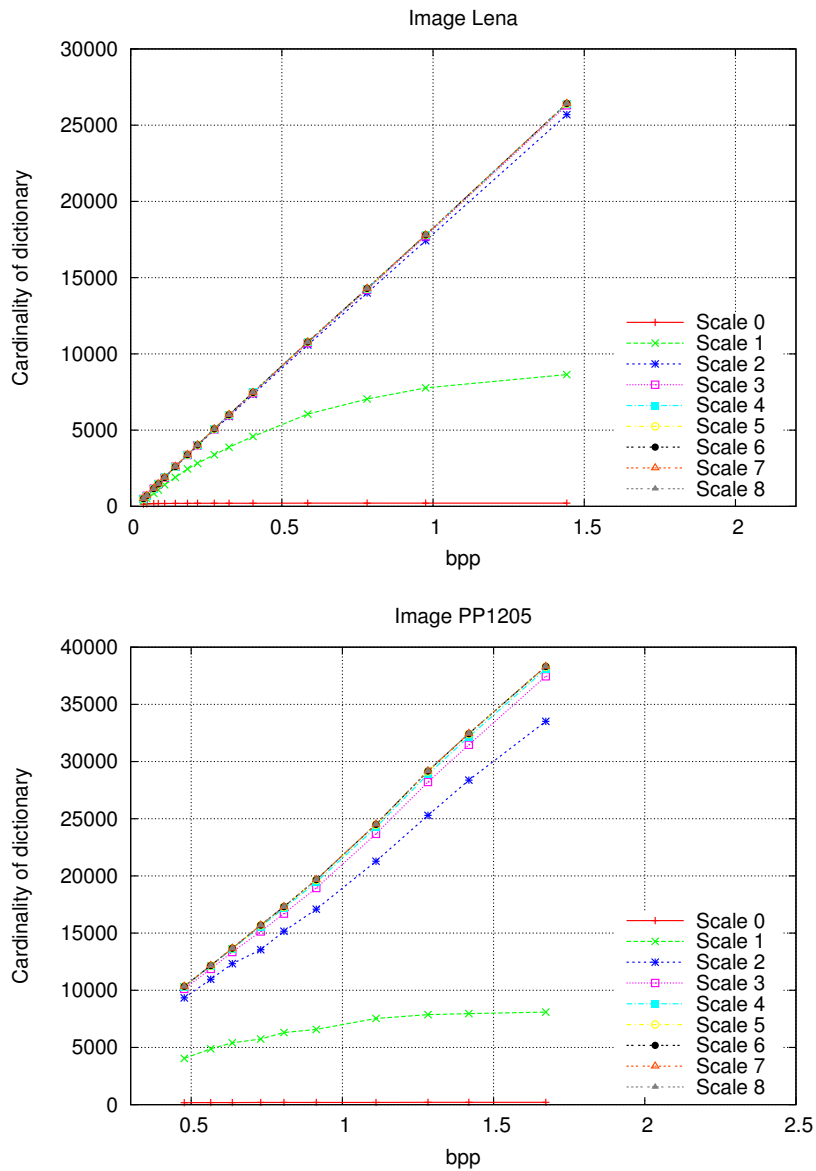 Image Lena
30000
25000
20000
15000
10000
5000
0
Cardinality of dictionary
Scale 0
Scale 1
Scale 2
Scale 3
Scale 4
Scale 5
Scale 6
Scale 7
Scale 8
0 0.5 1 1.5 2
bpp
Image PP1205
40000
35000
30000
25000
20000
15000
10000
5000
0
Cardinality of dictionary
Scale 0
Scale 1
Scale 2
Scale 3
Scale 4
Scale 5
Scale 6
Scale 7
Scale 8
0.5 1 1.5 2 2.5
bpp